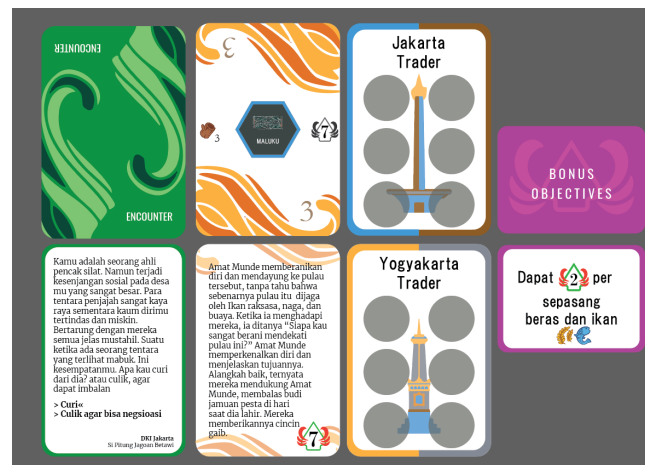 ENCOUNTER
ENCOUNTER
3
3
MALUKU
7
3
Jakarta
Trader
BONUS
OBJECTIVES
Kamu adalah seorang ahli
pencak silat. Namun terjadi
kesenjangan sosial pada desa
mu yang sangat besar. Para
tentara penjajah sangat kaya
raya sementara kaum dirimu
tertindas dan miskin.
Bertarung dengan mereka
semua jelas mustahil. Suatu
ketika ada seorang tentara
yang terlihat mabuk. Ini
kesempatanmu. Apa kau curi
dari dia? atau culik, agar
dapat imbalan
> Curi«
> Culik agar bisa negsioasi
DKI Jakarta
Si Pitung Jagoan Betawi
Amat Munde memberanikan
diri dan mendayung ke pulau
tersebut, tanpa tahu bahwa
sebenarnya pulau itu dijaga
oleh Ikan raksasa, naga, dan
buaya. Ketika ia menghadapi
mereka, ia ditanya “Siapa kau
sangat berani mendekati
pulau ini?” Amat Munde
memperkenalkan diri dan
menjelaskan tujuannya.
Alangkah baik, ternyata
mereka mendukung Amat
Munde, membalas budi
jamuan pesta di hari
saat dia lahir. Mereka
memberikannya cincin
gaib.
7
Yogyakarta
Trader
Dapat 2 per
sepasang
beras dan ikan